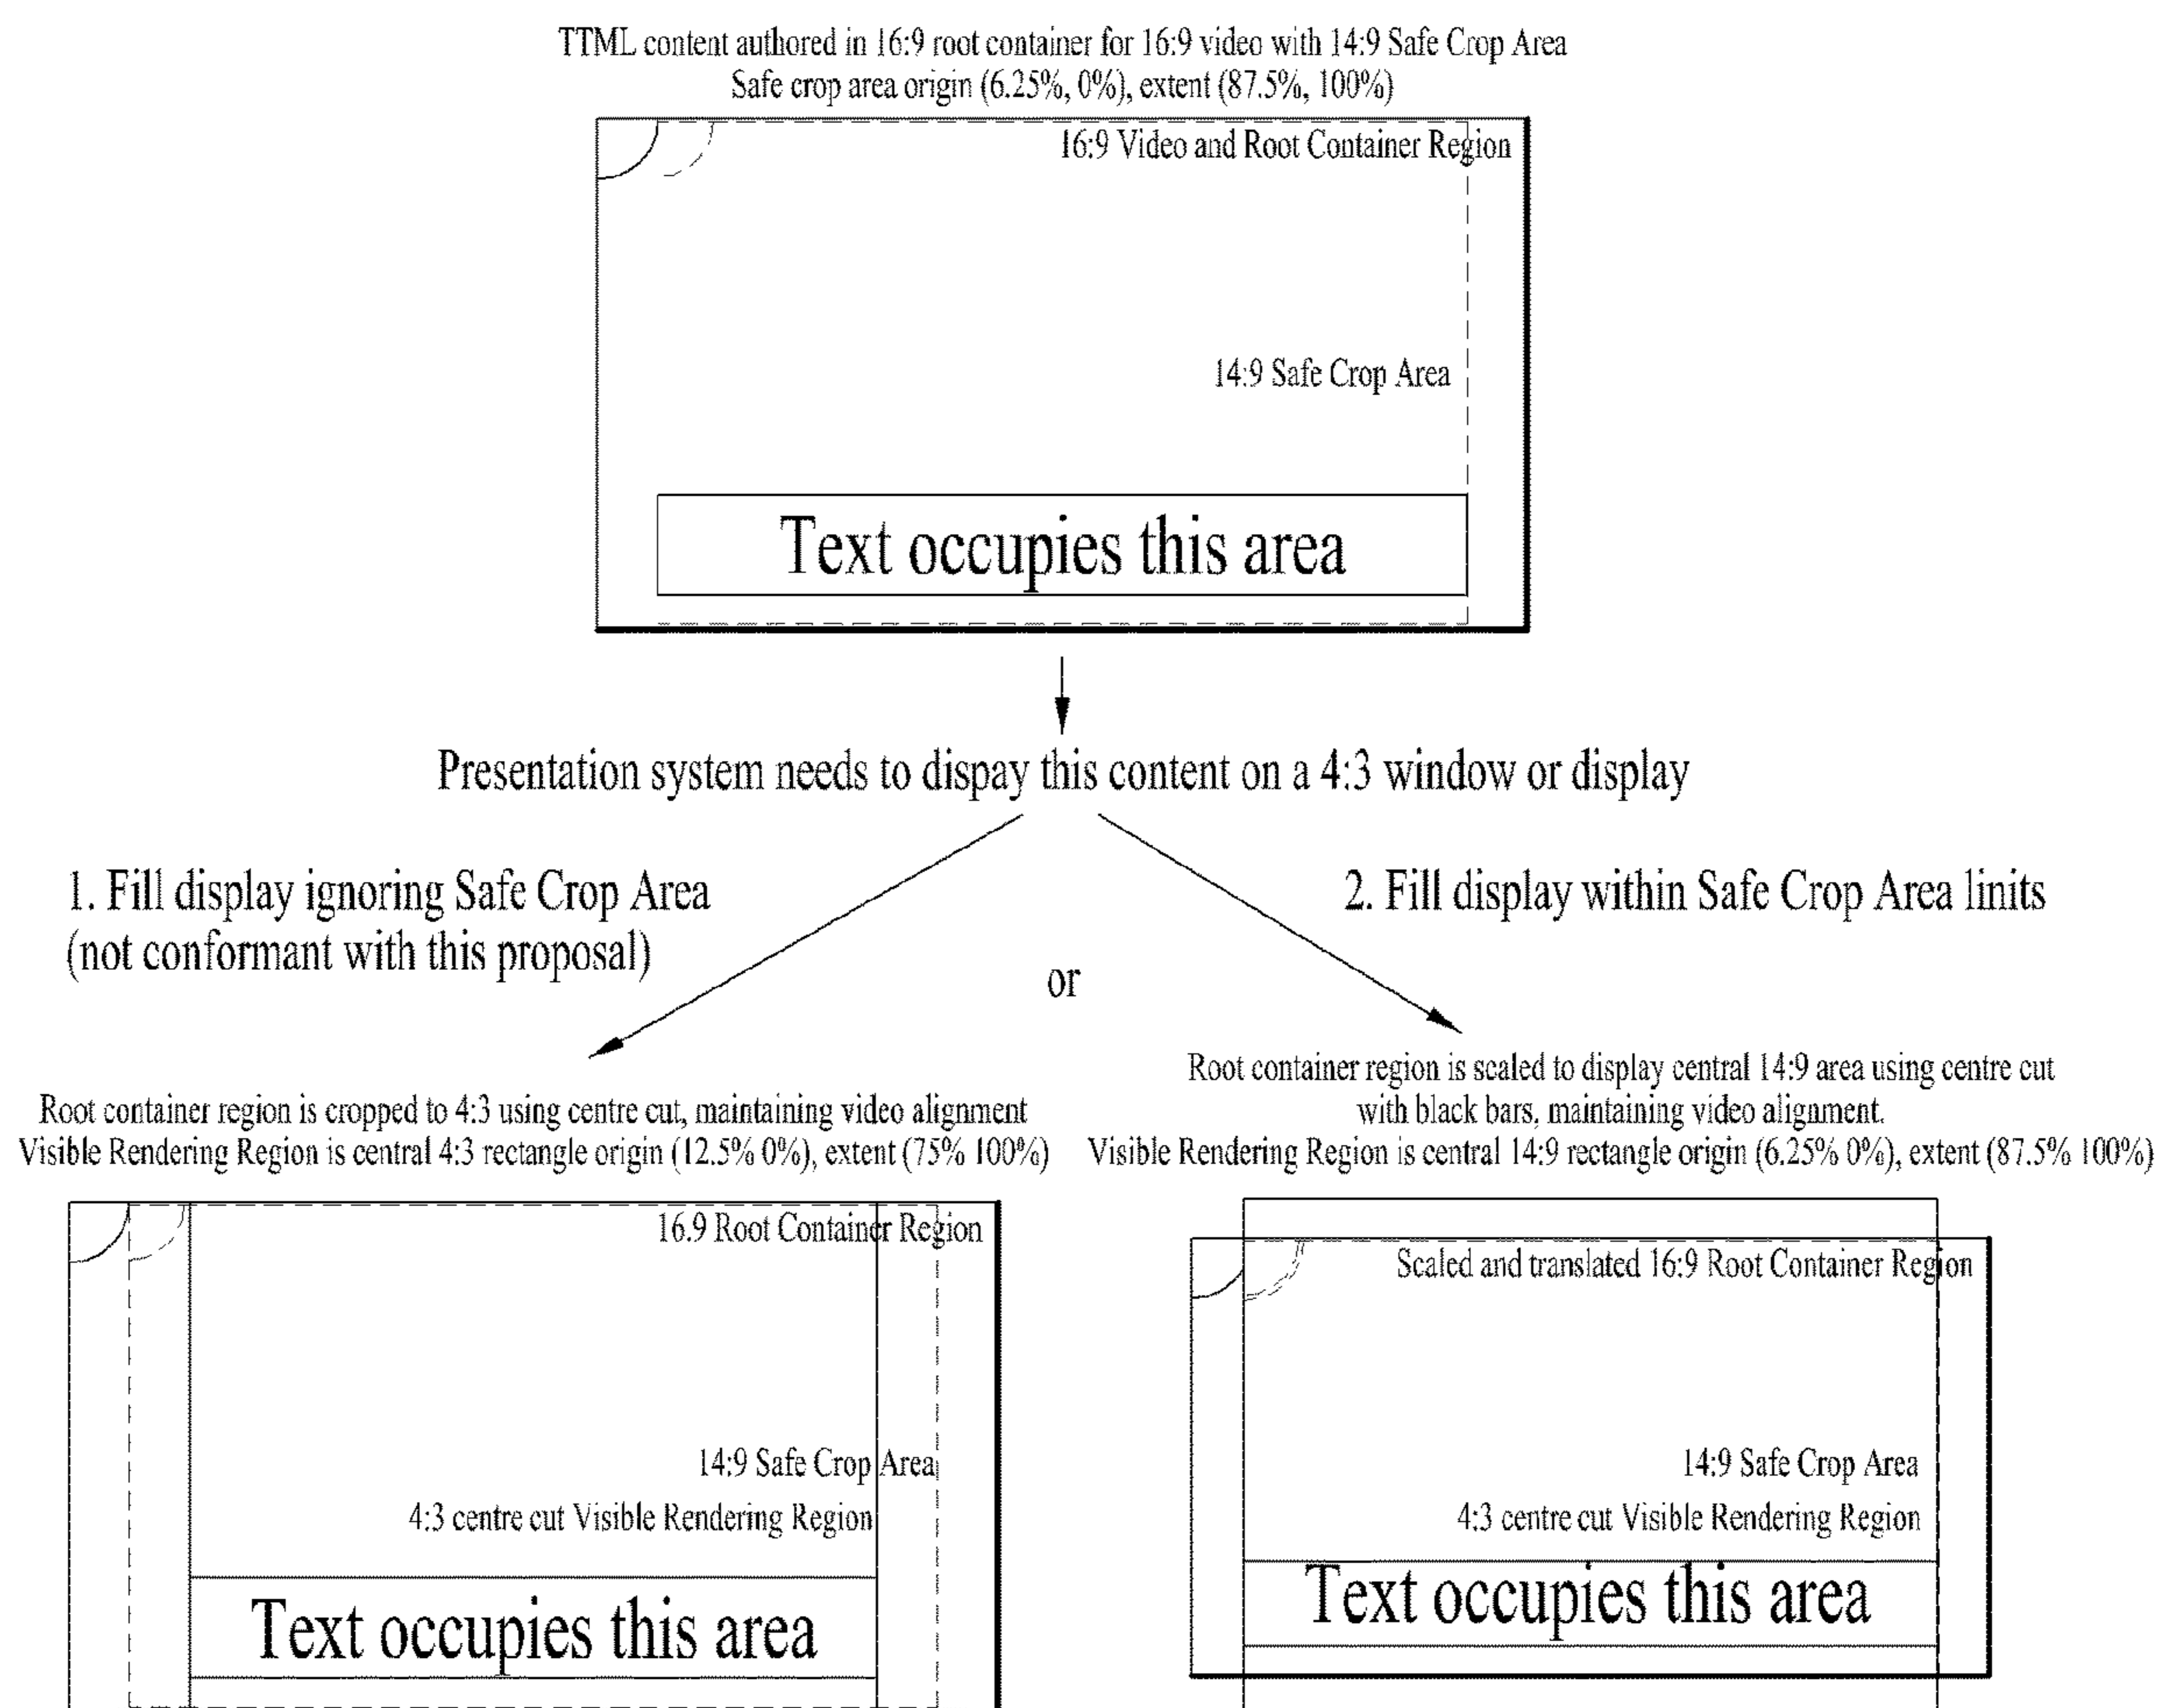 TTML content authored in 16:9 root container for 16:9 video with 14:9 Safe Crop Area
Safe crop area origin (6.25%, 0%), extent (87.5%, 100%)
16:9 Video and Root Container Region
14:9 Safe Crop Area
Text occupies this area
Presentation system needs to dispay this content on a 4:3 window or display
1. Fill display ignoring Safe Crop Area
(not conformant with this proposal)
or
2. Fill display within Safe Crop Area linits
Root container region is cropped to 4:3 using centre cut, maintaining video alignment
Visible Rendering Region is central 4:3 rectangle origin (12.5% 0%), extent (75% 100%)
16.9 Root Container Region
14:9 Safe Crop Area
4:3 centre cut Visible Rendering Region
Text occupies this area
Root container region is scaled to display central 14:9 area using centre cut
with black bars, maintaining video alignment.
Visible Rendering Region is central 14:9 rectangle origin (6.25% 0%), extent (87.5% 100%)
Scaled and translated 16:9 Root Container Region
14:9 Safe Crop Area
4:3 centre cut Visible Rendering Region
Text occupies this area